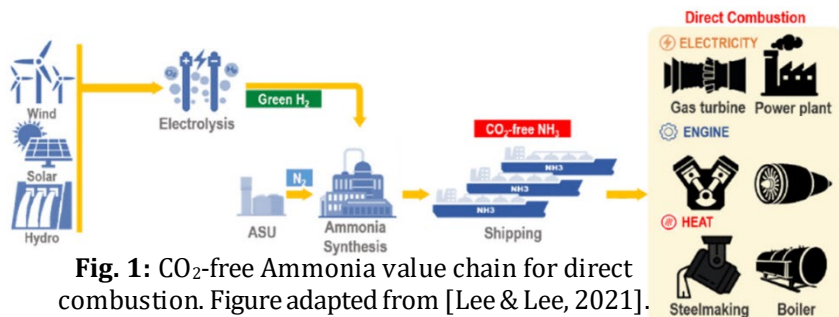 Direct Combustion
ELECTRICITY
Gas turbine Power plant
ENGINE
HEAT
Steelmaking Boiler
Wind
Solar
Hydro
O₂ H₂
Electrolysis
Green H₂
N₂
ASU
Ammonia
Synthesis
CO₂-free NH₃
NH3
NH3
NH3
Shipping
Fig. 1: CO₂-free Ammonia value chain for direct
combustion. Figure adapted from [Lee & Lee, 2021].